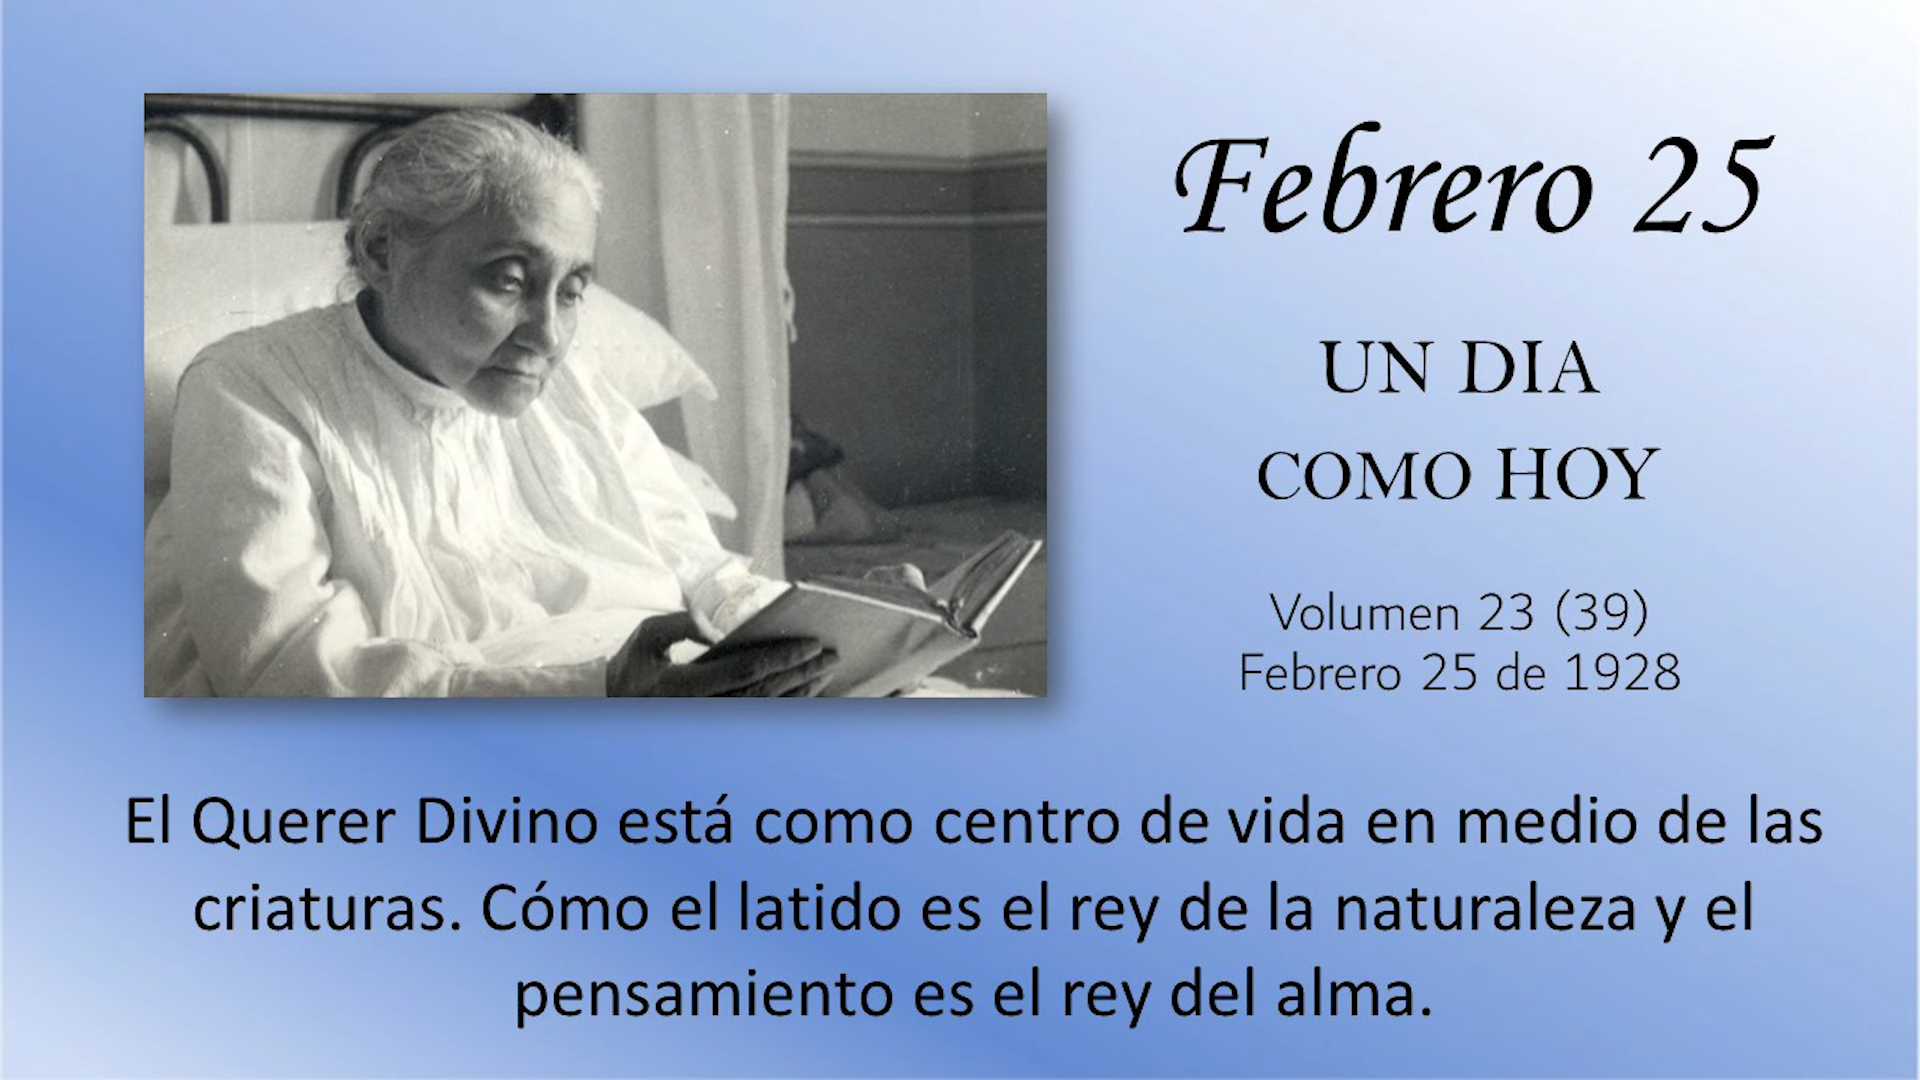 Febrero 25
UN DIA
COMO HOY
Volumen 23 (39)
Febrero 25 de 1928
El Querer Divino está como centro de vida en medio de las
criaturas. Cómo el latido es el rey de la naturaleza y el
pensamiento es el rey del alma.